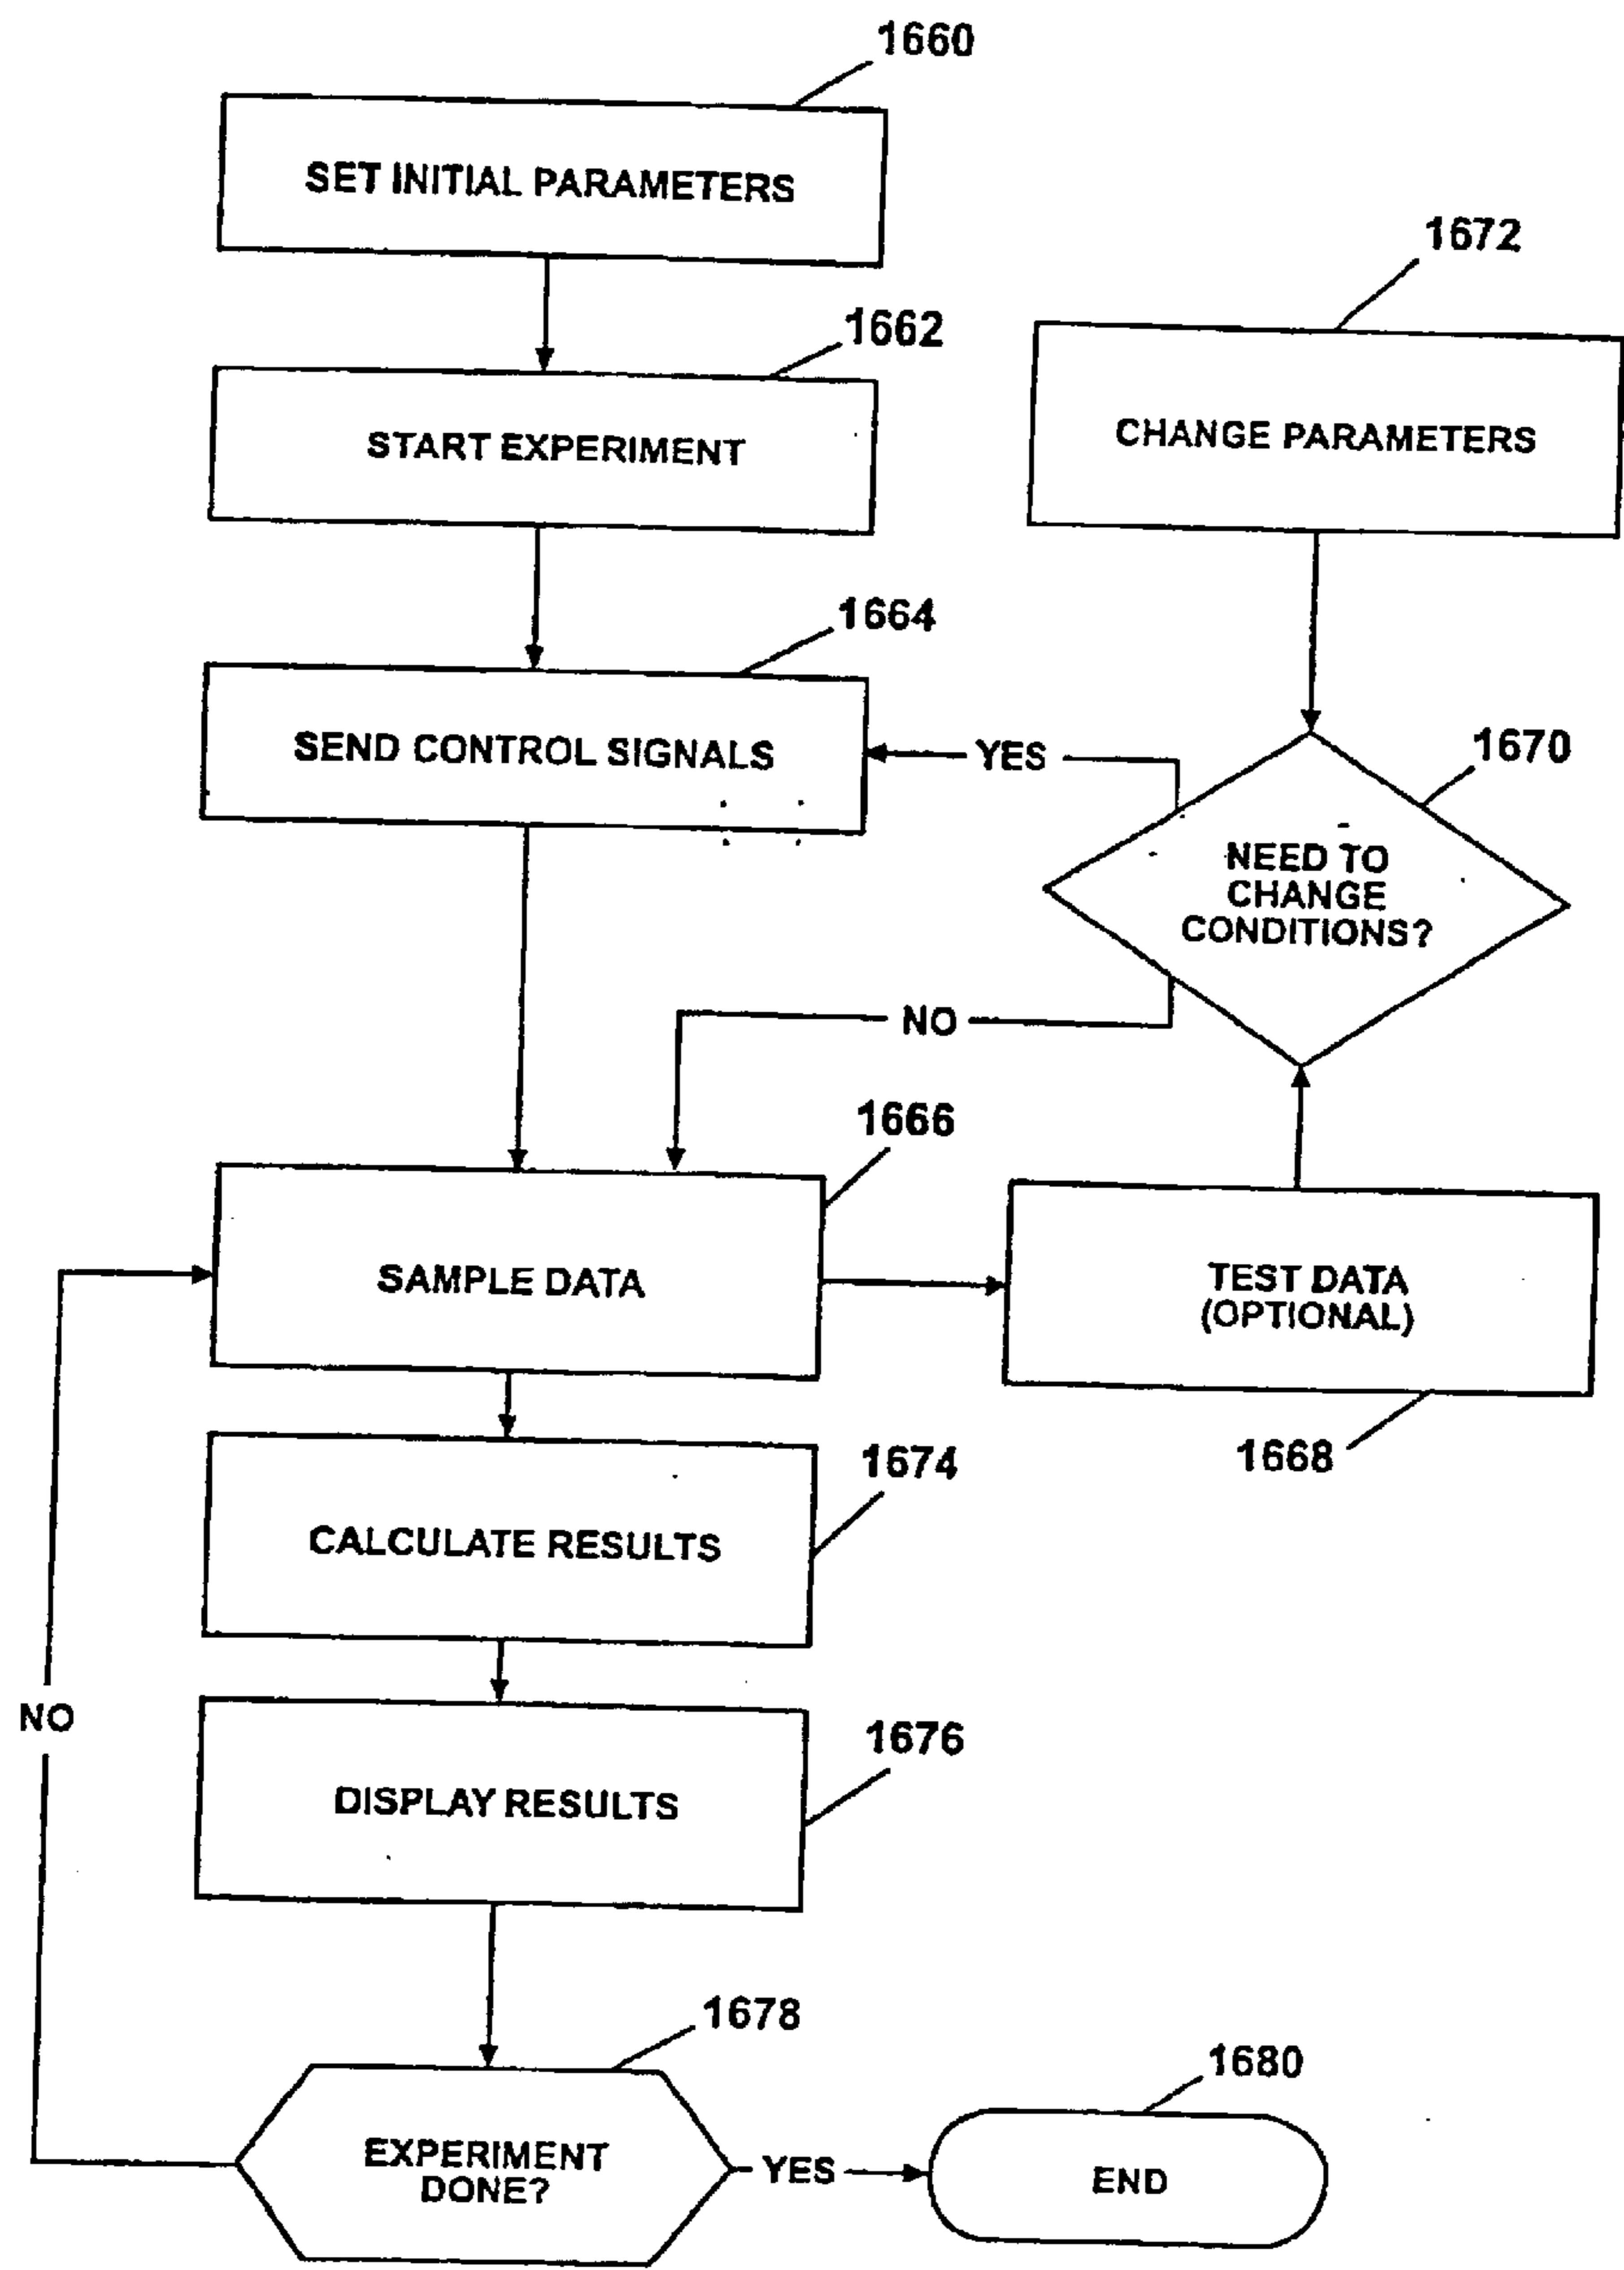 1660
SET INITIAL PARAMETERS
1672
1662
START EXPERIMENT
CHANGE PARAMETERS
1664
SEND CONTROL SIGNALS
YES
1670
NEED TO
CHANGE
CONDITIONS?
NO
1666
SAMPLE DATA
TEST DATA
(OPTIONAL)
1668
1674
CALCULATE RESULTS
NO
1676
DISPLAY RESULTS
1678
1680
EXPERIMENT
DONE?
YES
END